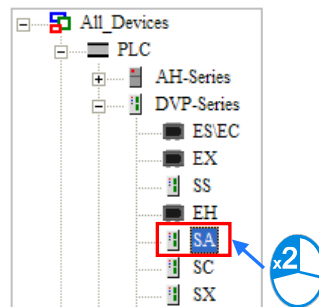 All_Devices
PLC
AH-Series
DVP-Series
ES\EC
EX
SS
EH
SA
x2
SC
SX